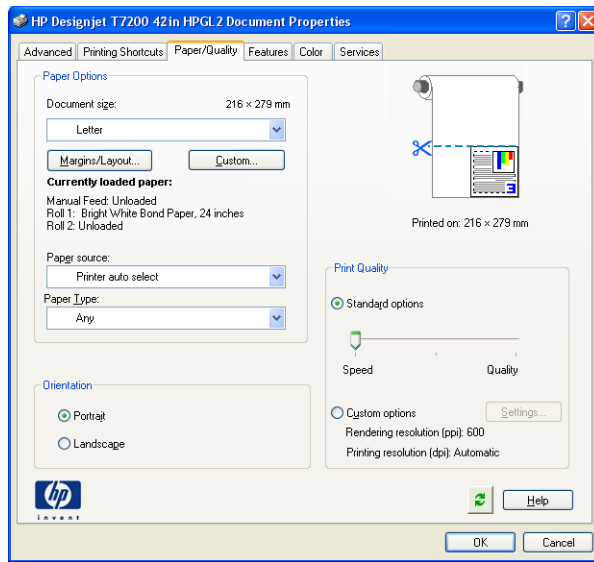 HP Designjet T7200 42in HPGL2 Document Properties
Advanced Printing Shortcuts Paper/Quality Features Color Services
Paper Options
Document size: 216 × 279 mm
Letter
Margins/Layout... Custom...
Currently loaded paper:
Manual Feed: Unloaded
Roll 1: Bright White Bond Paper, 24 inches
Roll 2: Unloaded
Paper source:
Printer auto select
Paper Type:
Any
Orientation
Portrait
Landscape
3
Printed on: 216 × 279 mm
Print Quality
Standard options
Speed Quality
Custom options Settings...
Rendering resolution (ppi): 600
Printing resolution (dpi): Automatic
hp
invent
Help
OK Cancel